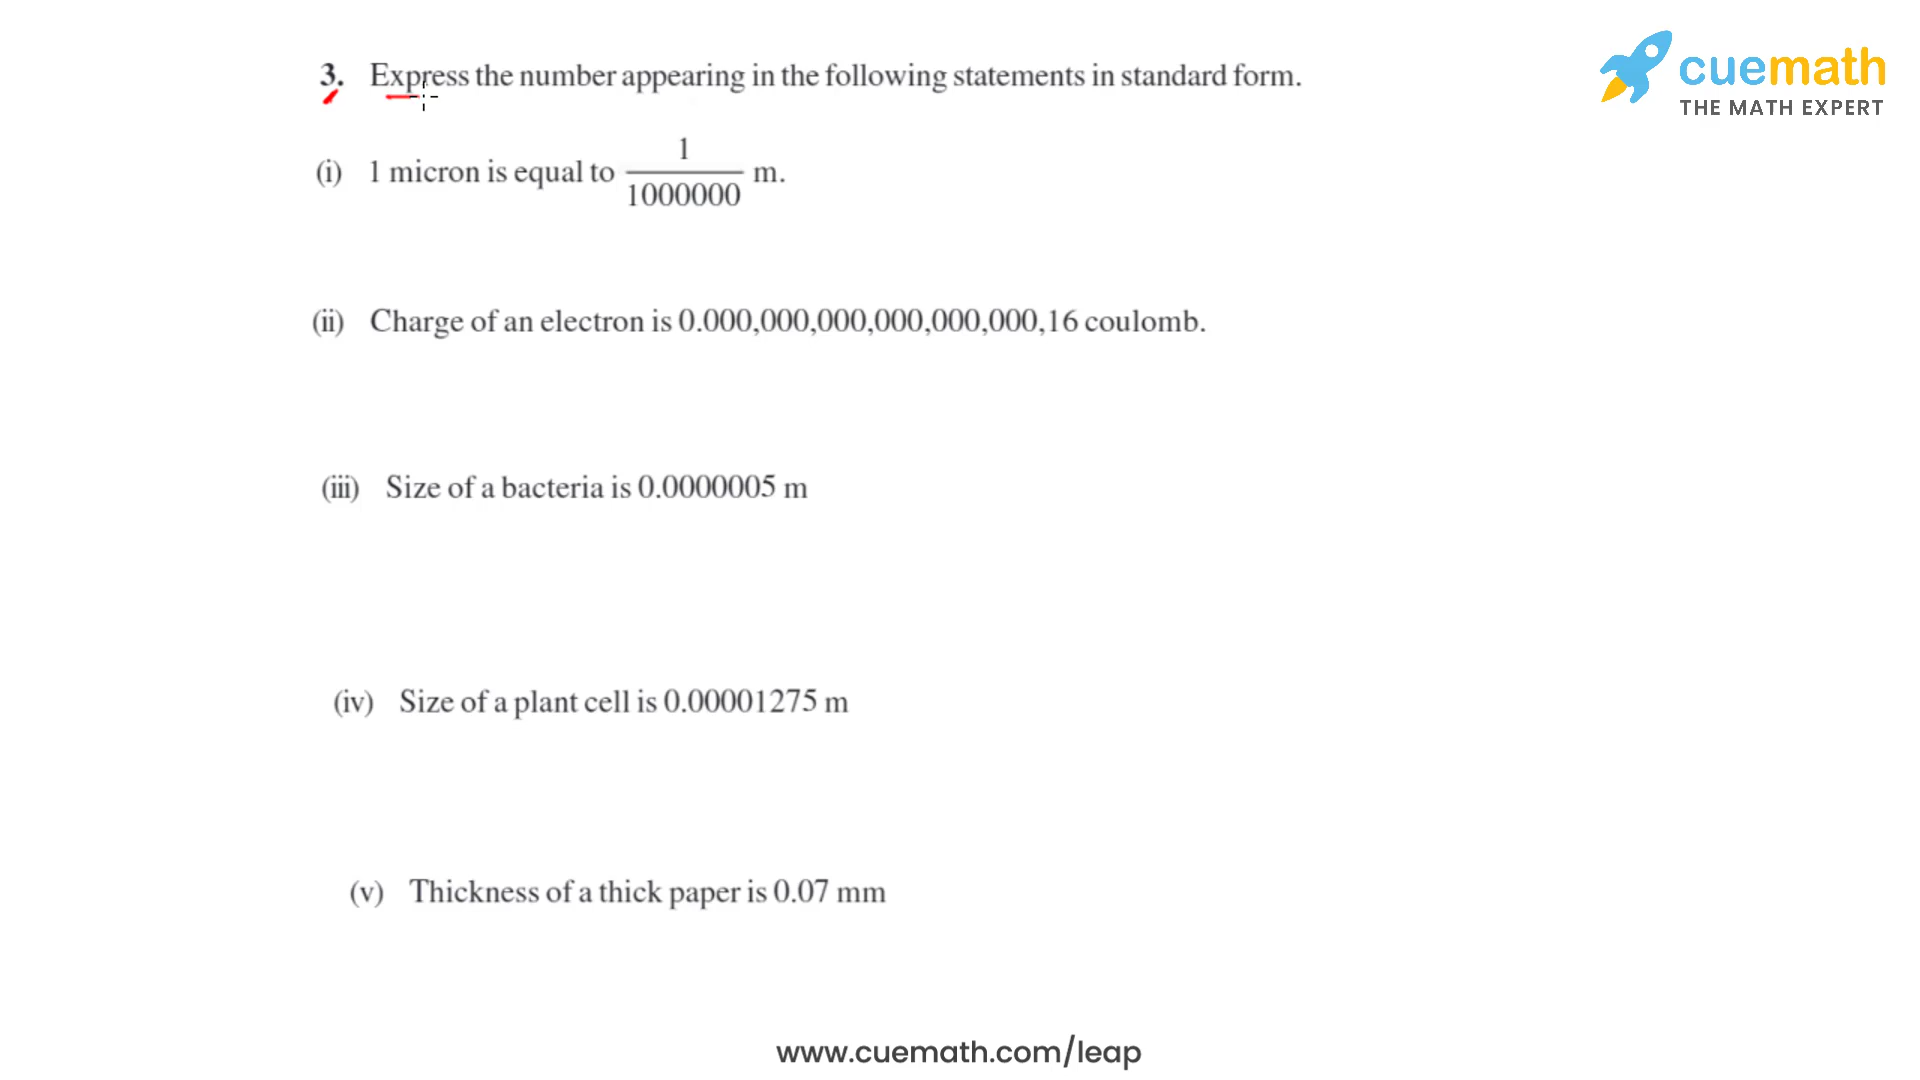 3. Express the number appearing in the following statements in standard form.
cuemath
THE MATH EXPERT
(i) 1 micron is equal to 1/1000000 m.
(ii) Charge of an electron is 0.000,000,000,000,000,000,16 coulomb.
(iii) Size of a bacteria is 0.0000005 m
(iv) Size of a plant cell is 0.00001275 m
(v) Thickness of a thick paper is 0.07 mm
www.cuemath.com/leap